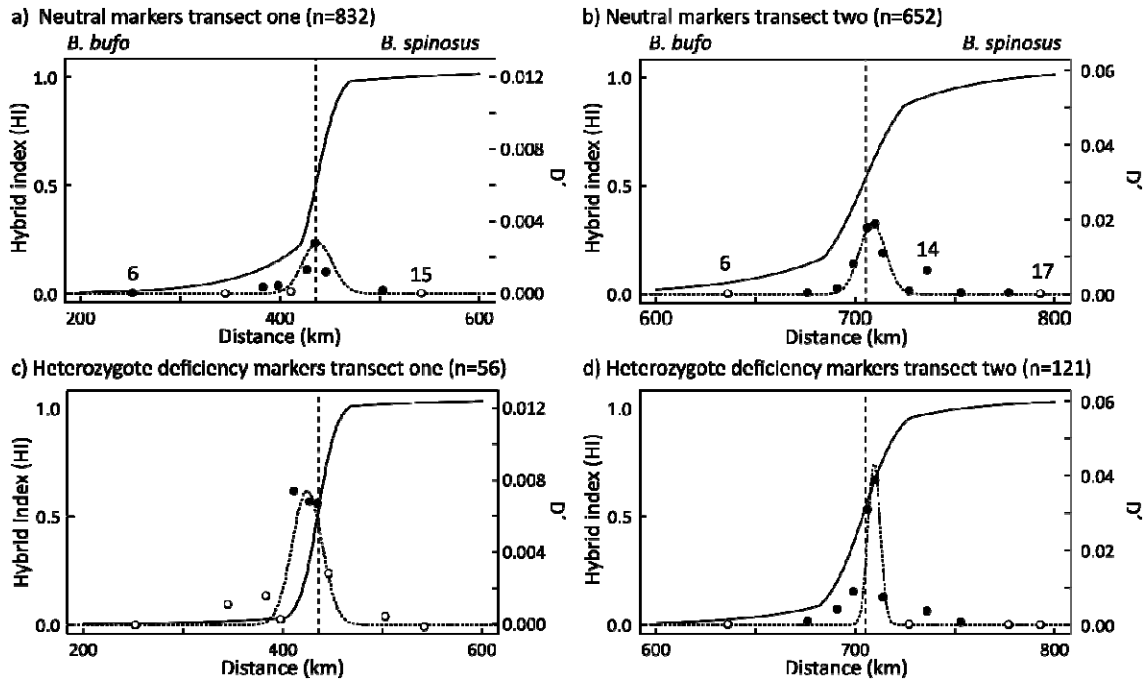 a) Neutral markers transect one (n=832)
B. bufo
B. spinosus
1.0
0.5
0.0
Hybrid index (HI)
0.012
0.008
0.004
0.000
D'
6
15
200
400
600
Distance (km)
b) Neutral markers transect two (n=652)
B. bufo
B. spinosus
1.0
0.5
0.0
Hybrid index (HI)
0.06
0.04
0.02
0.00
D'
6
14
17
600
700
800
Distance (km)
c) Heterozygote deficiency markers transect one (n=56)
1.0
0.5
0.0
Hybrid index (HI)
0.012
0.008
0.004
0.000
D'
200
400
600
Distance (km)
d) Heterozygote deficiency markers transect two (n=121)
1.0
0.5
0.0
Hybrid index (HI)
0.06
0.04
0.02
0.00
D'
600
700
800
Distance (km)